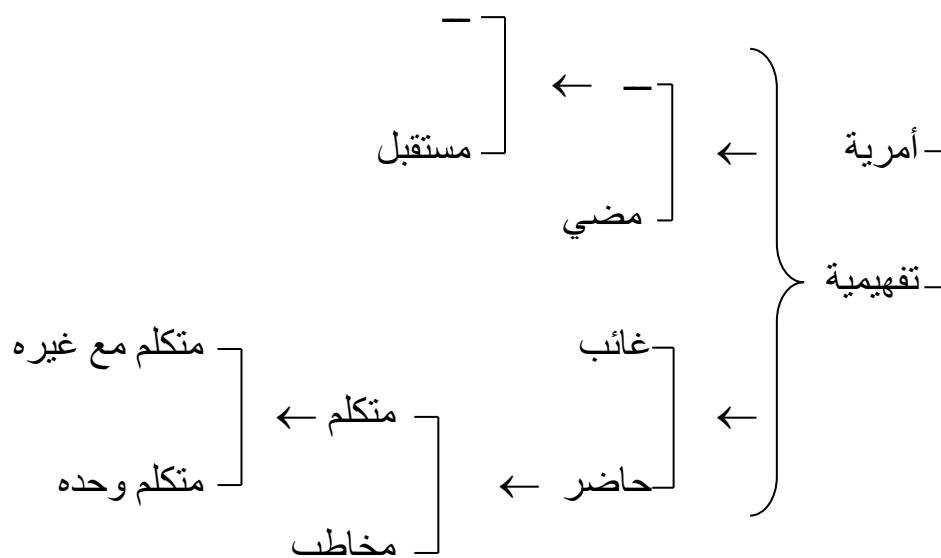 –
– ←
أمرية
←
مستقبل
مضي
تفهيمية
غائب
متكلم مع غيره
متكلم ←
←
حاضر ←
متكلم وحده
مخاطب